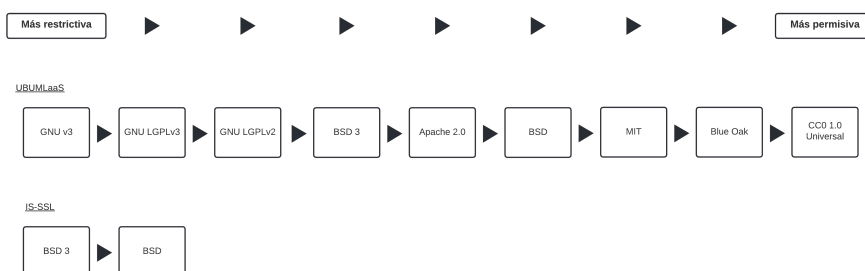 Más restrictiva
Más permisiva
UBUMLaaS
GNU v3
GNU LGPLv3
GNU LGPLv2
BSD 3
Apache 2.0
BSD
MIT
Blue Oak
CC0 1.0
Universal
IS-SSL
BSD 3
BSD